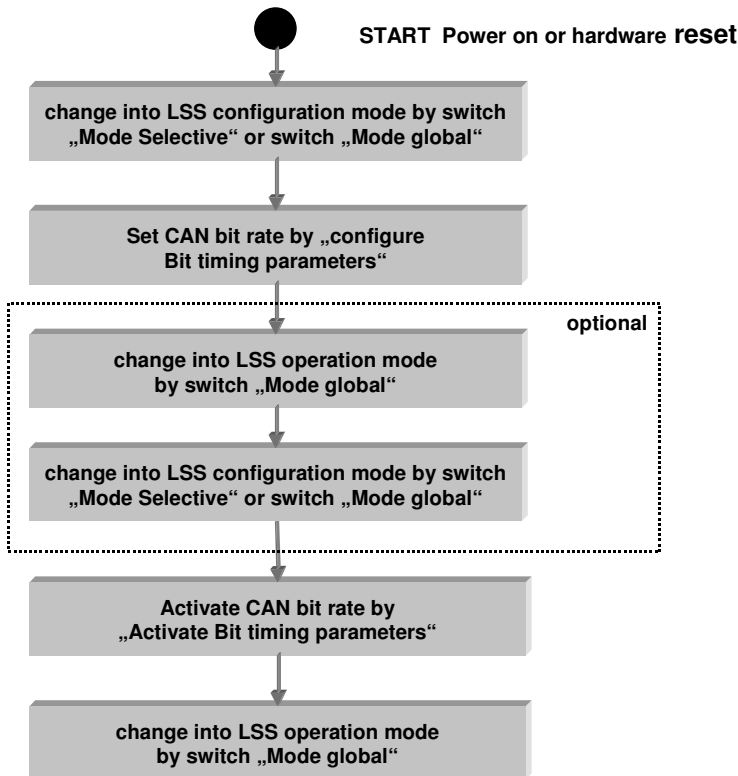 START Power on or hardware reset
change into LSS configuration mode by switch
„Mode Selective“ or switch „Mode global“
Set CAN bit rate by „configure
Bit timing parameters“
optional
change into LSS operation mode
by switch „Mode global“
change into LSS configuration mode by switch
„Mode Selective“ or switch „Mode global“
Activate CAN bit rate by
„Activate Bit timing parameters“
change into LSS operation mode
by switch „Mode global“